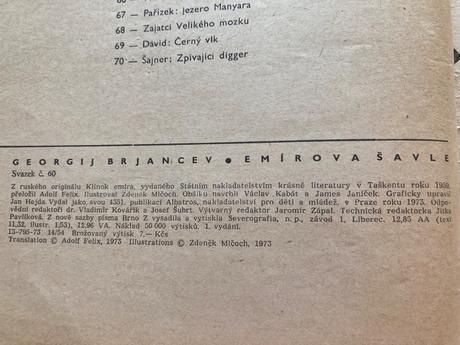 67 — Pařízek: Jezero Manyara
68 — Zajatci Velikého mozku
69 — David: Černý vlk
70 — Šajner: Zpívající digger
GEORGIJ BRJANCEV ● EMÍROVA ŠAVLE
Svazek č. 60
Z ruského originálu Klinok emira, vydaného Státním nakladatelstvím krásné literatury v Taškentu roku
přeložil Adolf Felix. Ilustroval Zdeněk Mlčoch. Obálku navrhli Václav Kabát a James Janíček. Graficky upravil
Jan Hejda. Vydal jako svou 4351. publikaci Albatros, nakladatelství pro děti a mládež, v Praze roku 1973. Odpo-
vědní redaktoři dr. Vladimír Kovářík a Josef Šubrt. Výtvarný redaktor Jaromír Zápal. Technická redaktorka Jitka
Pavlíková. Z nové sazby písma Brno Z vysadila a vytiskla Severografia, n. p., závod 1, Liberec. 12,85 AA (text
11,32, ilustr. 1,53), 12,96 VA. Náklad 50 000 výtisků. 1. vydání.
13-795-73 14/54 Brožovaný výtisk 7,— Kčs
Translation © Adolf Felix, 1973 Illustrations © Zdeněk Mlčoch, 1973